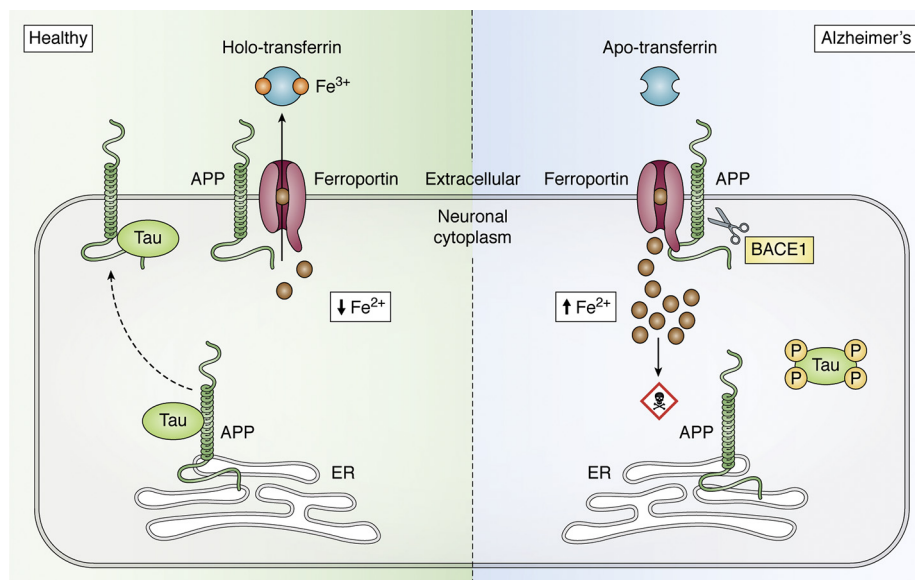 Healthy
Alzheimer's
Holo-transferrin
Fe3+
Apo-transferrin
APP
Ferroportin
Extracellular
Ferroportin
APP
Neuronal
cytoplasm
Tau
BACE1
↓ Fe2+
↑ Fe2+
P
P
Tau
P
P
Tau
APP
APP
ER
ER